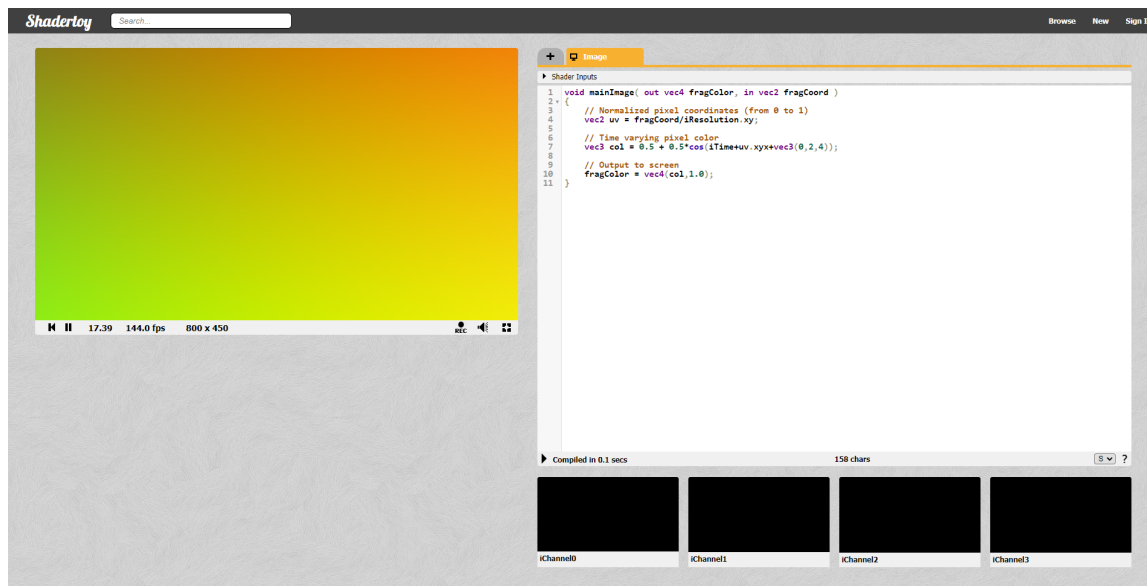 Shadertoy
Search...
Browse New Sign I
+ Image
Shader Inputs
1 void mainImage( out vec4 fragColor, in vec2 fragCoord )
2 {
3     // Normalized pixel coordinates (from 0 to 1)
4     vec2 uv = fragCoord/iResolution.xy;
5
6     // Time varying pixel color
7     vec3 col = 0.5 + 0.5*cos(iTime+uv.xyx+vec3(0,2,4));
8
9     // Output to screen
10     fragColor = vec4(col,1.0);
11 }
17.39 144.0 fps 800 x 450 REC
Compiled in 0.1 secs 158 chars S ?
iChannel0 iChannel1 iChannel2 iChannel3